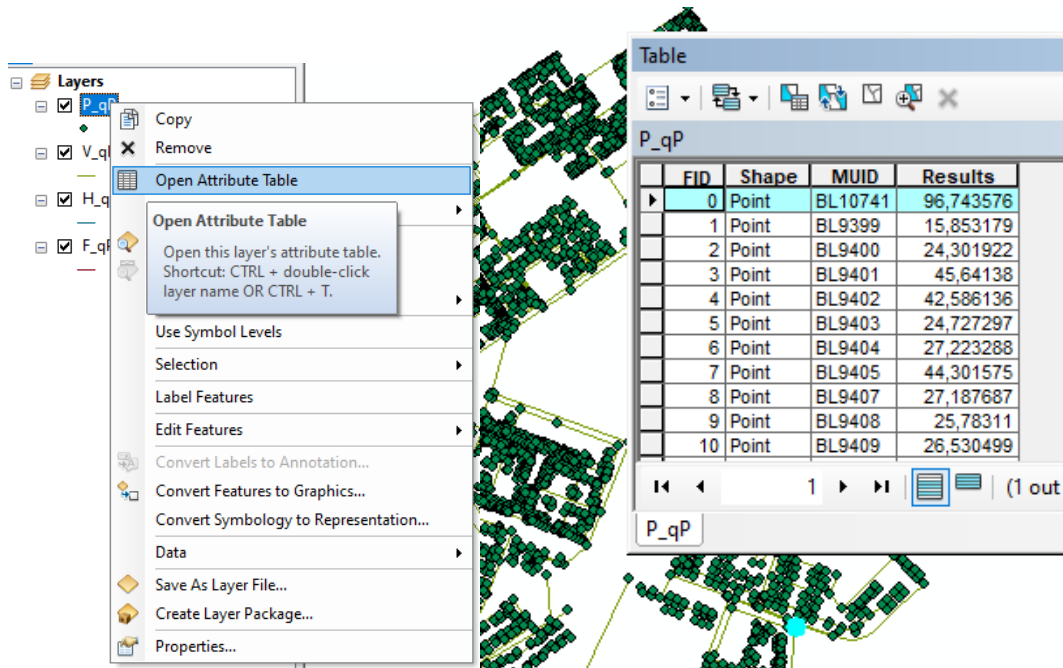 Layers
P_qP
V_q
H_q
F_q
Copy
Remove
Open Attribute Table
Open Attribute Table
Open this layer's attribute table.
Shortcut: CTRL + double-click
layer name OR CTRL + T.
Use Symbol Levels
Selection
Label Features
Edit Features
Convert Labels to Annotation...
Convert Features to Graphics...
Convert Symbology to Representation...
Data
Save As Layer File...
Create Layer Package...
Properties...
Table
P_qP
FID Shape MUID Results
0 Point BL10741 96,743576
1 Point BL9399 15,853179
2 Point BL9400 24,301922
3 Point BL9401 45,64138
4 Point BL9402 42,586136
5 Point BL9403 24,727297
6 Point BL9404 27,223288
7 Point BL9405 44,301575
8 Point BL9407 27,187687
9 Point BL9408 25,78311
10 Point BL9409 26,530499
1 (1 out
P_qP